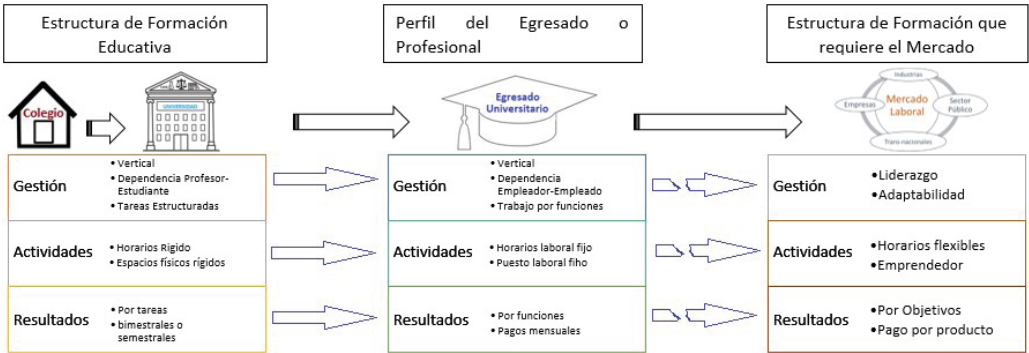 Estructura de Formación
Educativa
Perfil del Egresado o
Profesional
Estructura de Formación que
requiere el Mercado
Colegio
UNIVERSIDAD
Egresado
Universitario
Industrias
Empresas
Mercado
Laboral
Sector
Público
Trans-nacionales
Gestión
• Vertical
• Dependencia Profesor-
Estudiante
• Tareas Estructuradas
Gestión
• Vertical
• Dependencia
Empleador-Empleado
• Trabajo por funciones
Gestión
•Liderazgo
•Adaptabilidad
Actividades
• Horarios Rigido
• Espacios físicos rígidos
Actividades
• Horarios laboral fijo
• Puesto laboral fiho
Actividades
•Horarios flexibles
•Emprendedor
Resultados
• Por tareas
• bimestrales o
semestrales
Resultados
• Por funciones
• Pagos mensuales
Resultados
•Por Objetivos
•Pago por producto